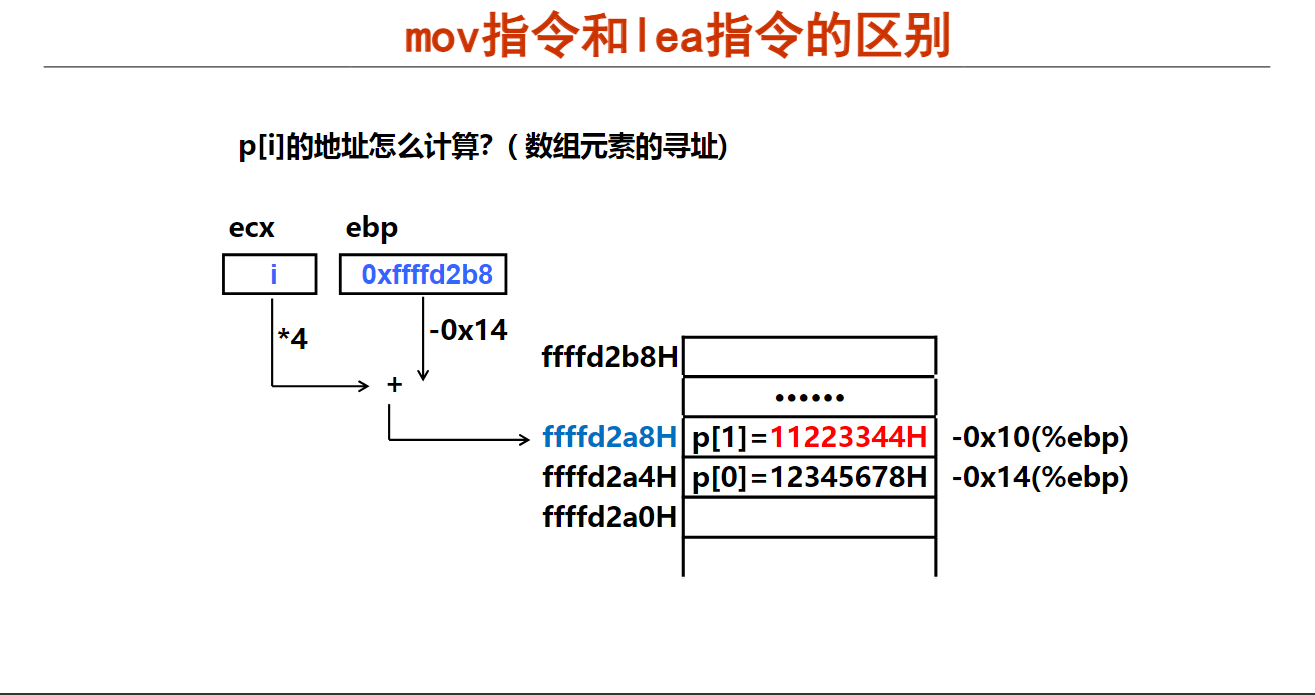 mov指令和lea指令的区别
p[i]的地址怎么计算?（数组元素的寻址)
ecx ebp
i 0xffffd2b8
*4 -0x14
+
ffffd2b8H
••••••
ffffd2a8H p[1]=11223344H -0x10(%ebp)
ffffd2a4H p[0]=12345678H -0x14(%ebp)
ffffd2a0H